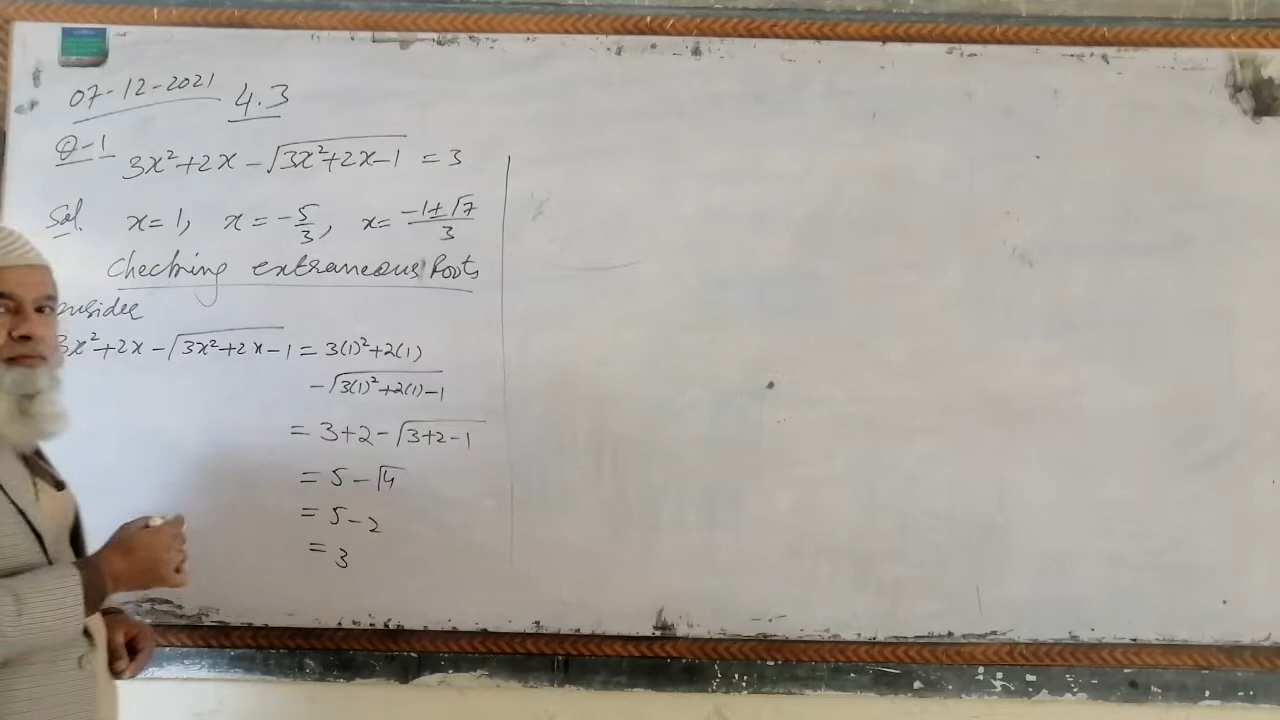 07-12-2021 4.3
Q-1 3x²+2x-√(3x²+2x-1) = 3
Sol. x=1, x=-5/3, x=(-1±√7)/3
Checking extraneous Roots
onsider
3x²+2x-√(3x²+2x-1) = 3(1)²+2(1)
-√(3(1)²+2(1)-1)
= 3+2-√(3+2-1)
= 5-√4
= 5-2
= 3